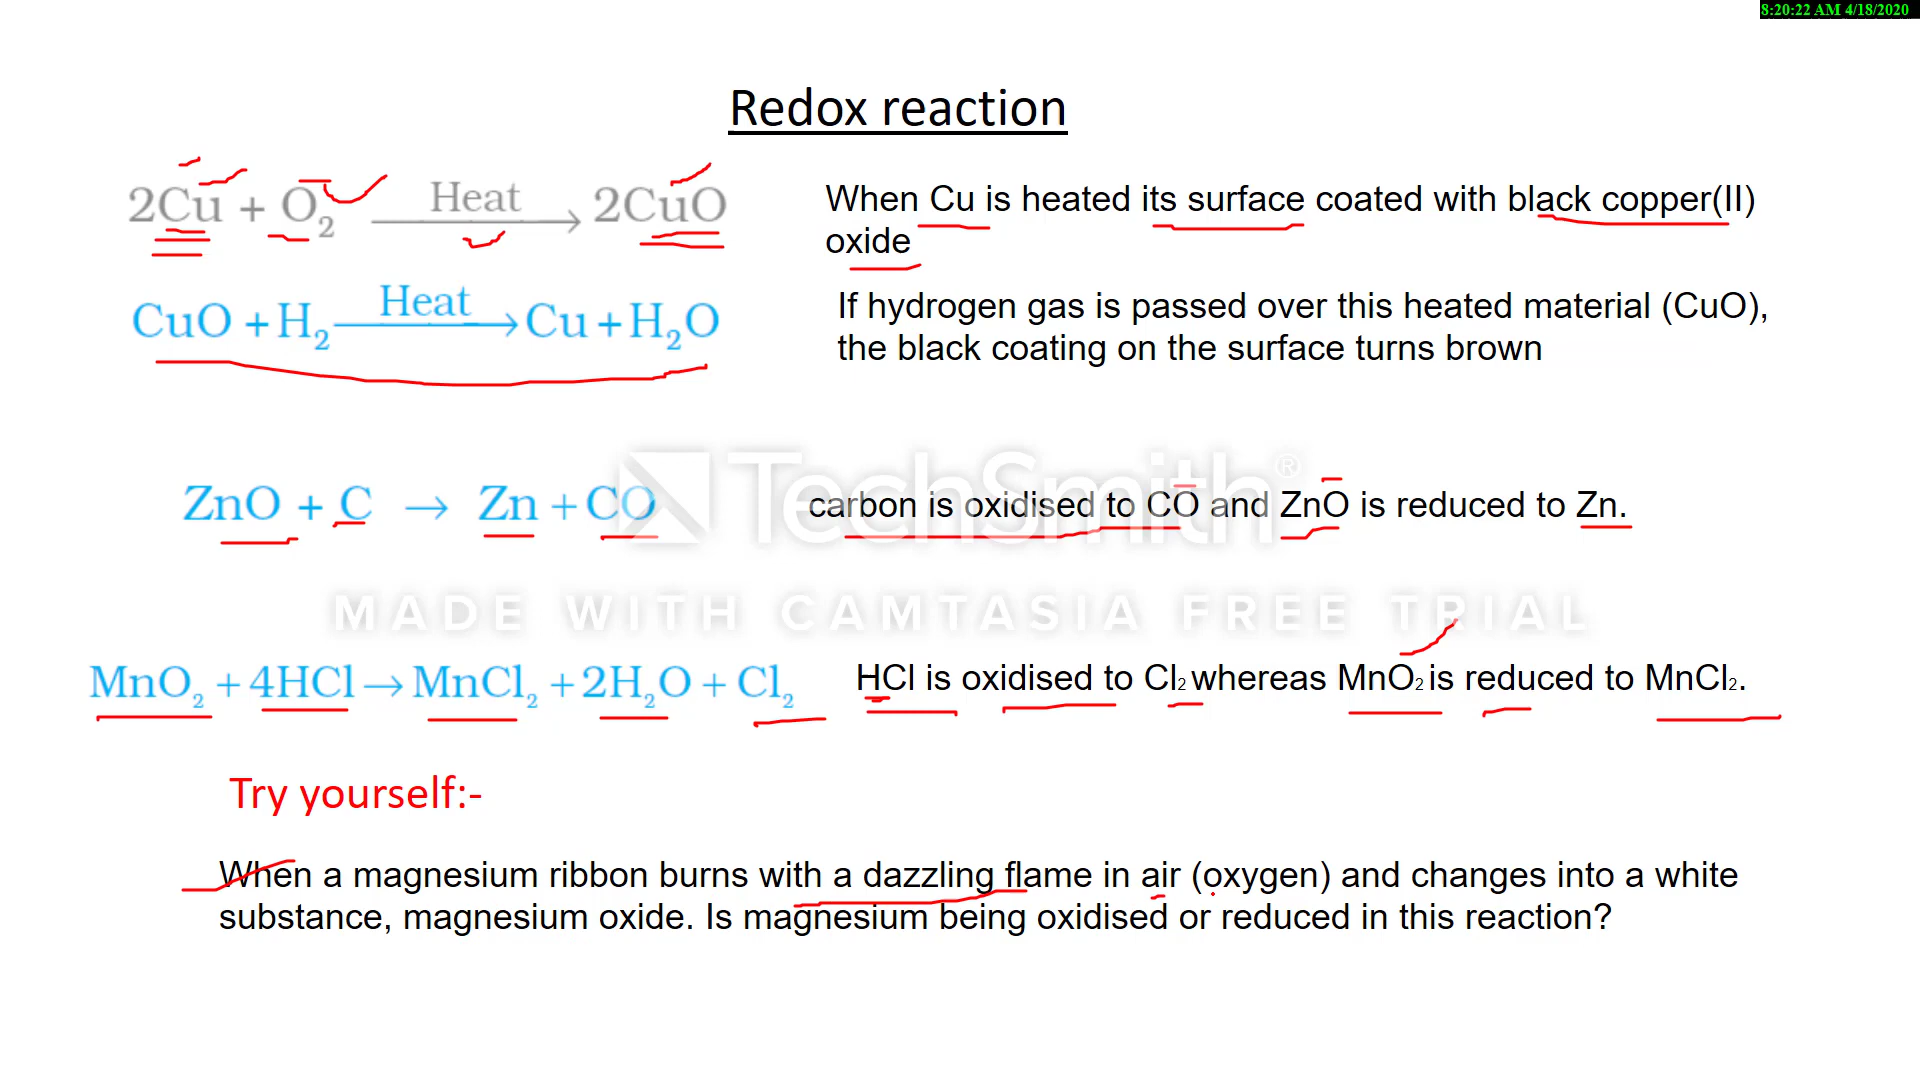 8:20:22 AM 4/18/2020
Redox reaction
2Cu + O₂ ⟶ 2CuO
Heat
When Cu is heated its surface coated with black copper(II)
oxide
CuO + H₂ ⟶ Cu + H₂O
Heat
If hydrogen gas is passed over this heated material (CuO),
the black coating on the surface turns brown
TechSmith®
ZnO + C → Zn + CO
carbon is oxidised to CO and ZnO is reduced to Zn.
MADE WITH CAMTASIA FREE TRIAL
MnO₂ + 4HCl → MnCl₂ + 2H₂O + Cl₂
HCl is oxidised to Cl₂ whereas MnO₂ is reduced to MnCl₂.
Try yourself:-
When a magnesium ribbon burns with a dazzling flame in air (oxygen) and changes into a white
substance, magnesium oxide. Is magnesium being oxidised or reduced in this reaction?